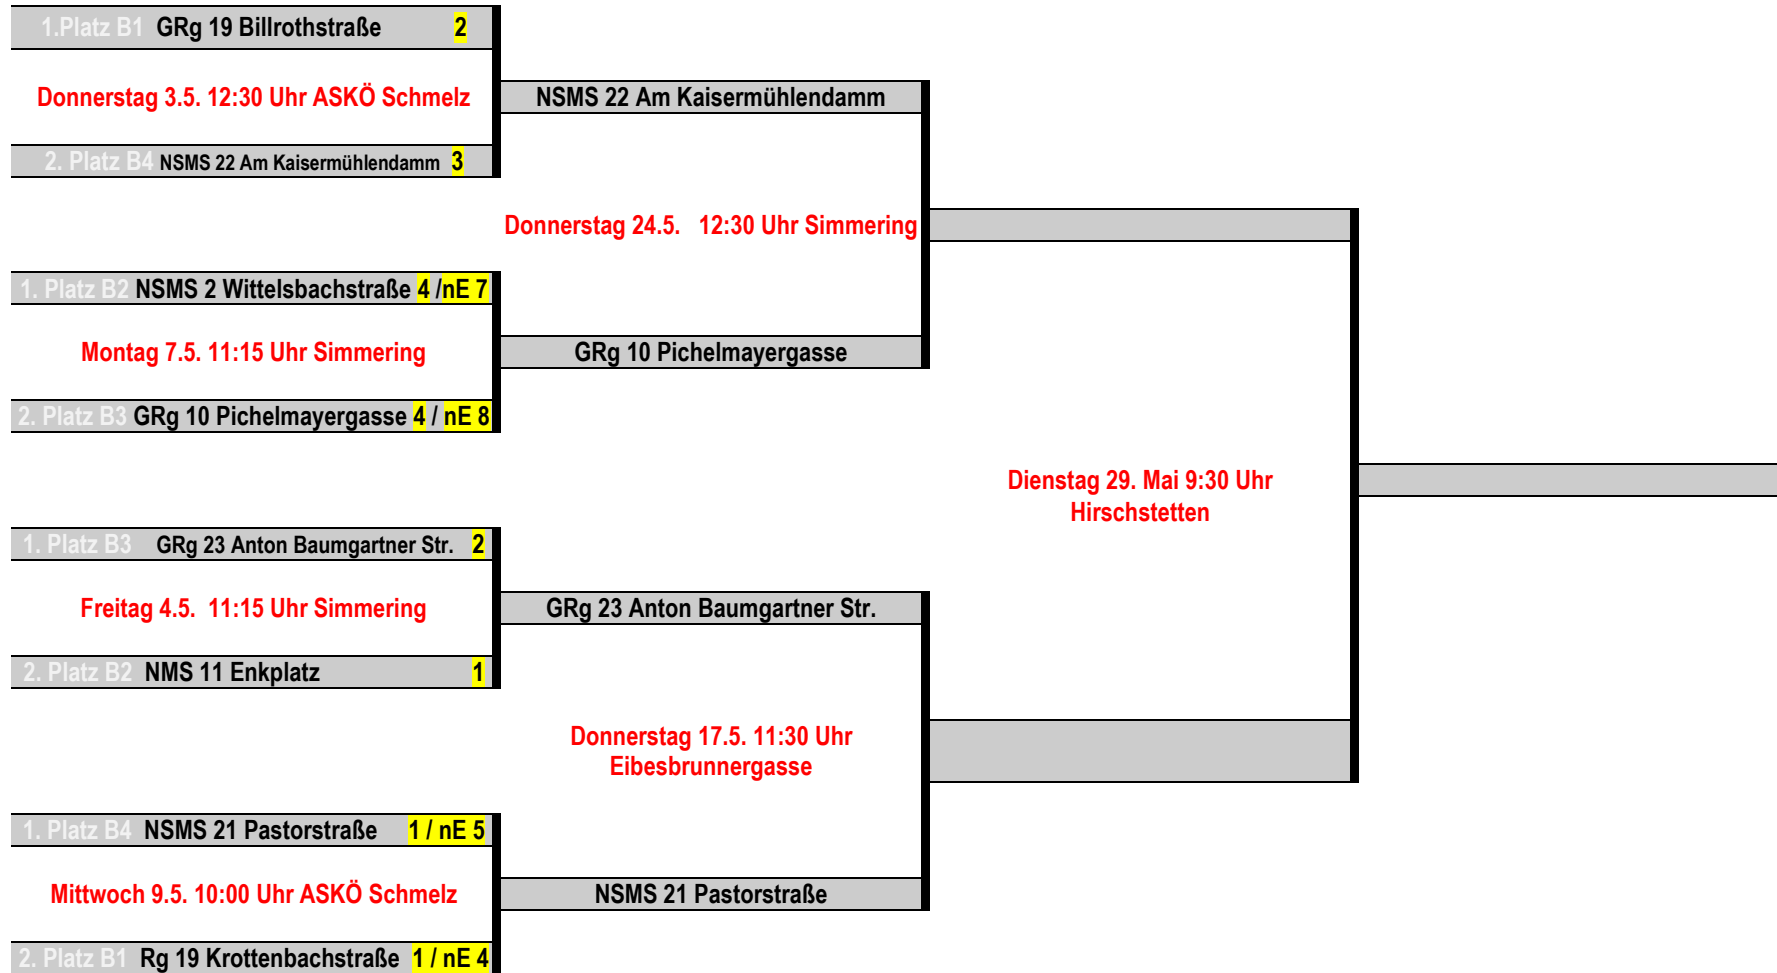 1.Platz B1 GRg 19 Billrothstraße 2
Donnerstag 3.5. 12:30 Uhr ASKÖ Schmelz
NSMS 22 Am Kaisermühlendamm
2. Platz B4 NSMS 22 Am Kaisermühlendamm 3
Donnerstag 24.5. 12:30 Uhr Simmering
1. Platz B2 NSMS 2 Wittelsbachstraße 4 /nE 7
Montag 7.5. 11:15 Uhr Simmering
GRg 10 Pichelmayergasse
2. Platz B3 GRg 10 Pichelmayergasse 4 / nE 8
Dienstag 29. Mai 9:30 Uhr
Hirschstetten
1. Platz B3 GRg 23 Anton Baumgartner Str. 2
Freitag 4.5. 11:15 Uhr Simmering
GRg 23 Anton Baumgartner Str.
2. Platz B2 NMS 11 Enkplatz 1
Donnerstag 17.5. 11:30 Uhr
Eibesbrunnergasse
1. Platz B4 NSMS 21 Pastorstraße 1 / nE 5
Mittwoch 9.5. 10:00 Uhr ASKÖ Schmelz
NSMS 21 Pastorstraße
2. Platz B1 Rg 19 Krottenbachstraße 1 / nE 4